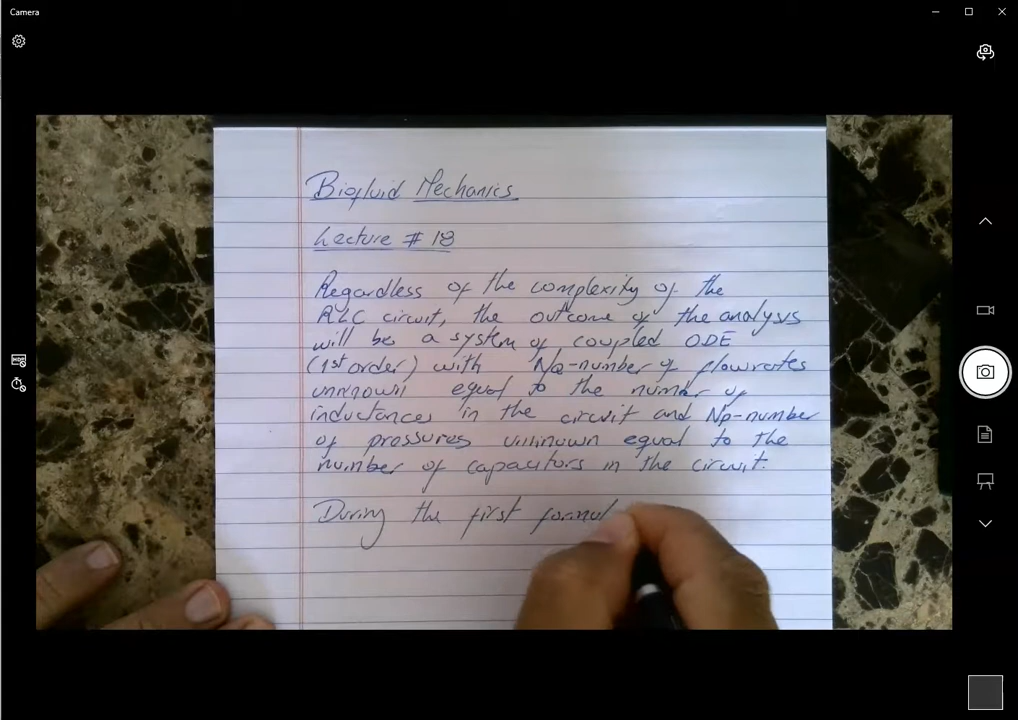 Camera
Biofluid Mechanics
Lecture # 18
Regardless of the complexity of the
RLC circuit, the outcome of the analysis
will be a system of coupled ODE
(1st order) with NQ-number of flowrates
unknown equal to the number of
inductances in the circuit and Np-number
of pressures unknown equal to the
number of capacitors in the circuit.
During the first formul